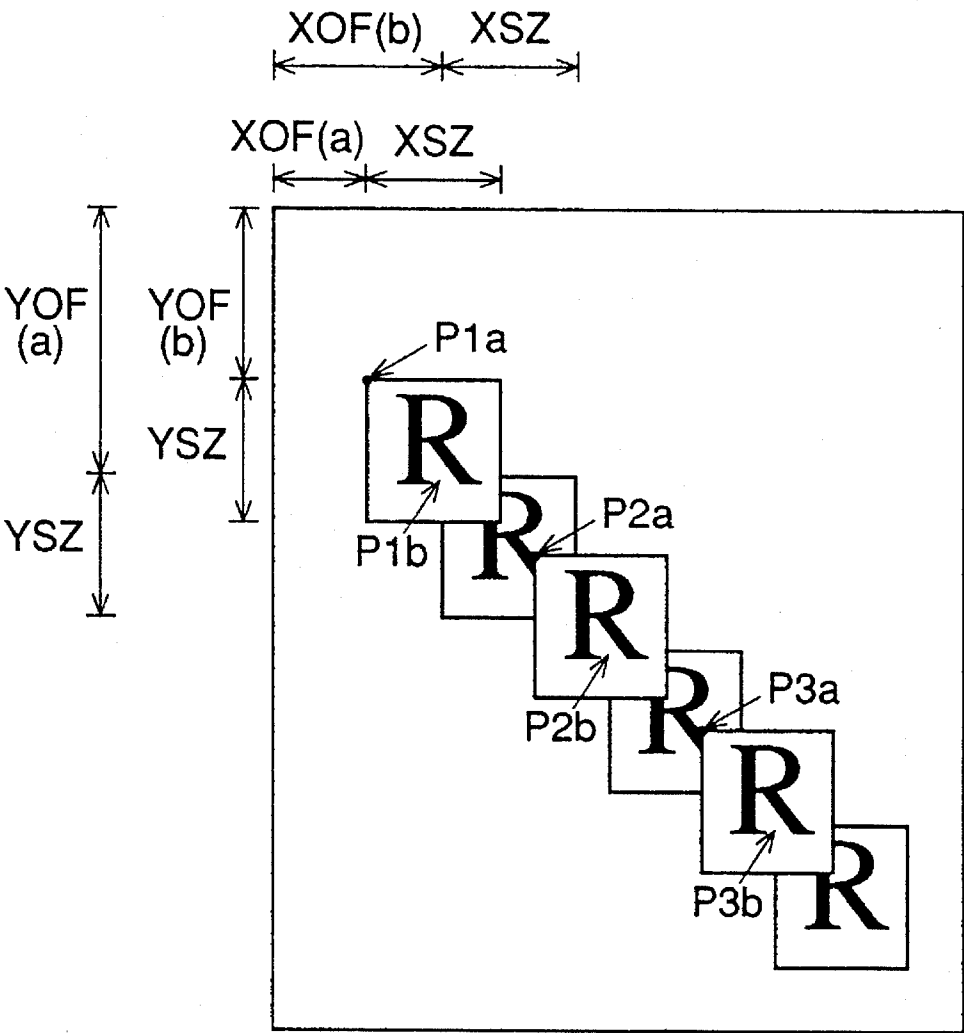 XOF(b) XSZ
XOF(a) XSZ
YOF
(a)
YOF
(b)
P1a
R
YSZ
YSZ
P1b
R
P2a
R
P2b
R
P3a
R
P3b
R